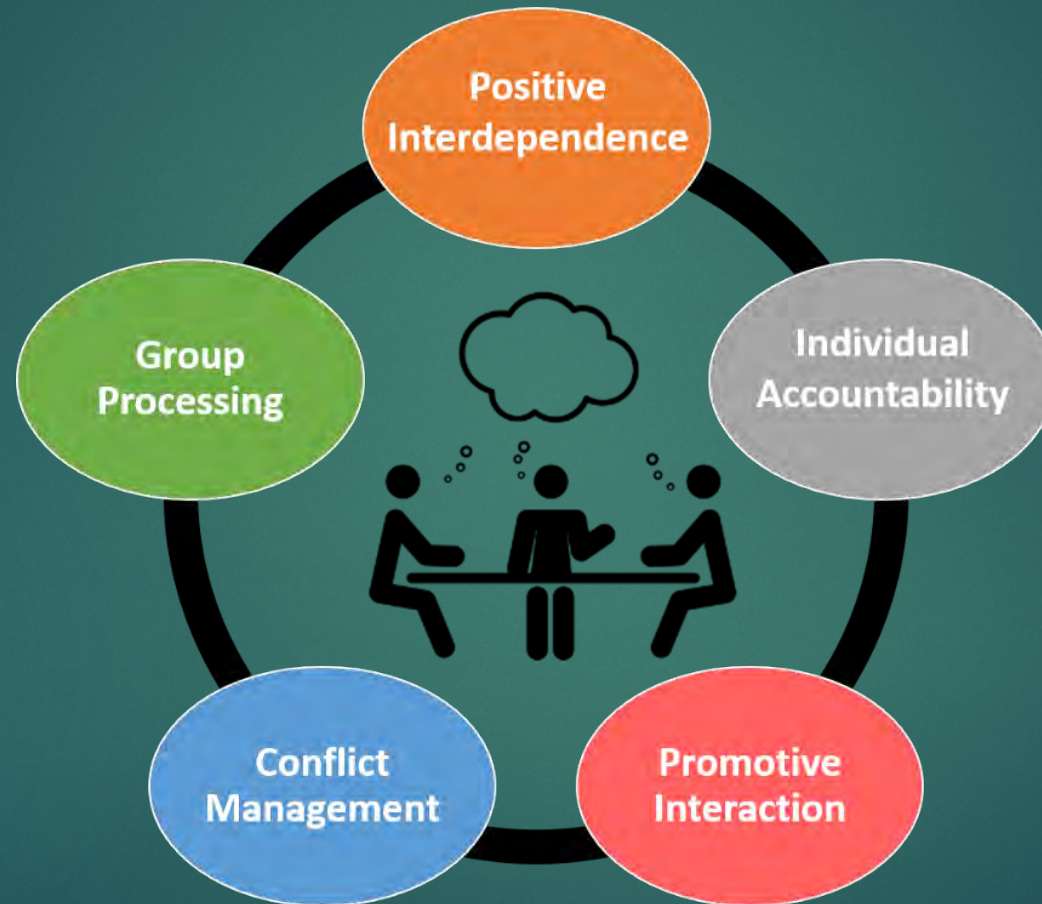 Positive
Interdependence
Individual
Accountability
Promotive
Interaction
Conflict
Management
Group
Processing